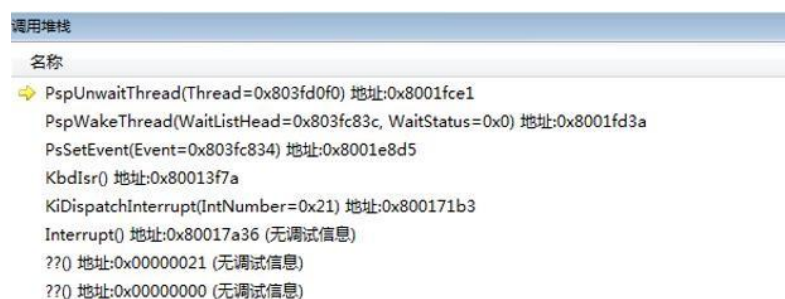 调用堆栈
名称
PspUnwaitThread(Thread=0x803fd0f0) 地址:0x8001fce1
PspWakeThread(WaitListHead=0x803fc83c, WaitStatus=0x0) 地址:0x8001fd3a
PsSetEvent(Event=0x803fc834) 地址:0x8001e8d5
KbdIsr() 地址:0x80013f7a
KiDispatchInterrupt(IntNumber=0x21) 地址:0x800171b3
Interrupt() 地址:0x80017a36 (无调试信息)
??() 地址:0x00000021 (无调试信息)
??() 地址:0x00000000 (无调试信息)